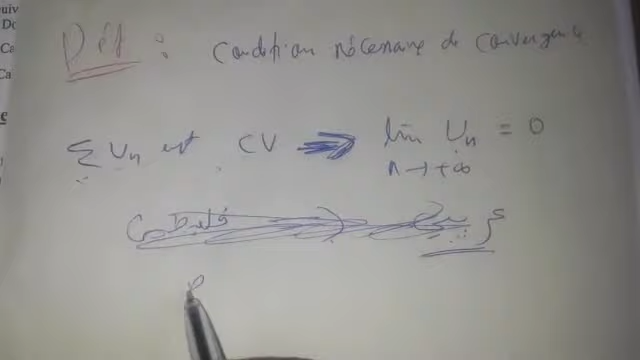 Déf : Condition nécessaire de convergence
∑ Un est CV ⟹ lim Un = 0
n → +∞